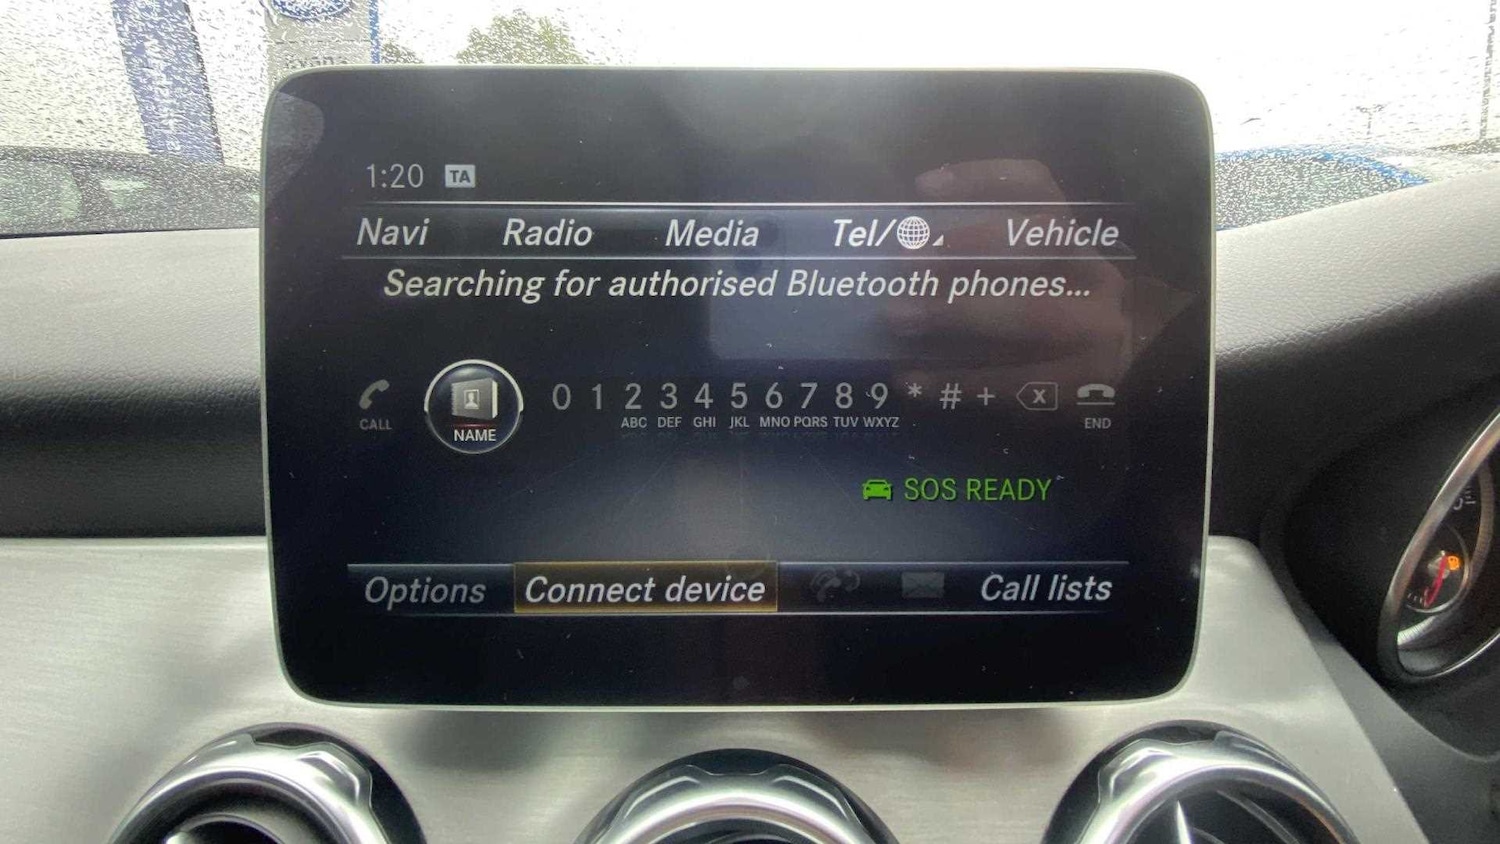 1:20 TA
Navi Radio Media Tel/ Vehicle
Searching for authorised Bluetooth phones...
0 1 2 3 4 5 6 7 8 9 * # +
CALL NAME ABC DEF GHI JKL MNO PQRS TUV WXYZ END
SOS READY
Options Connect device Call lists